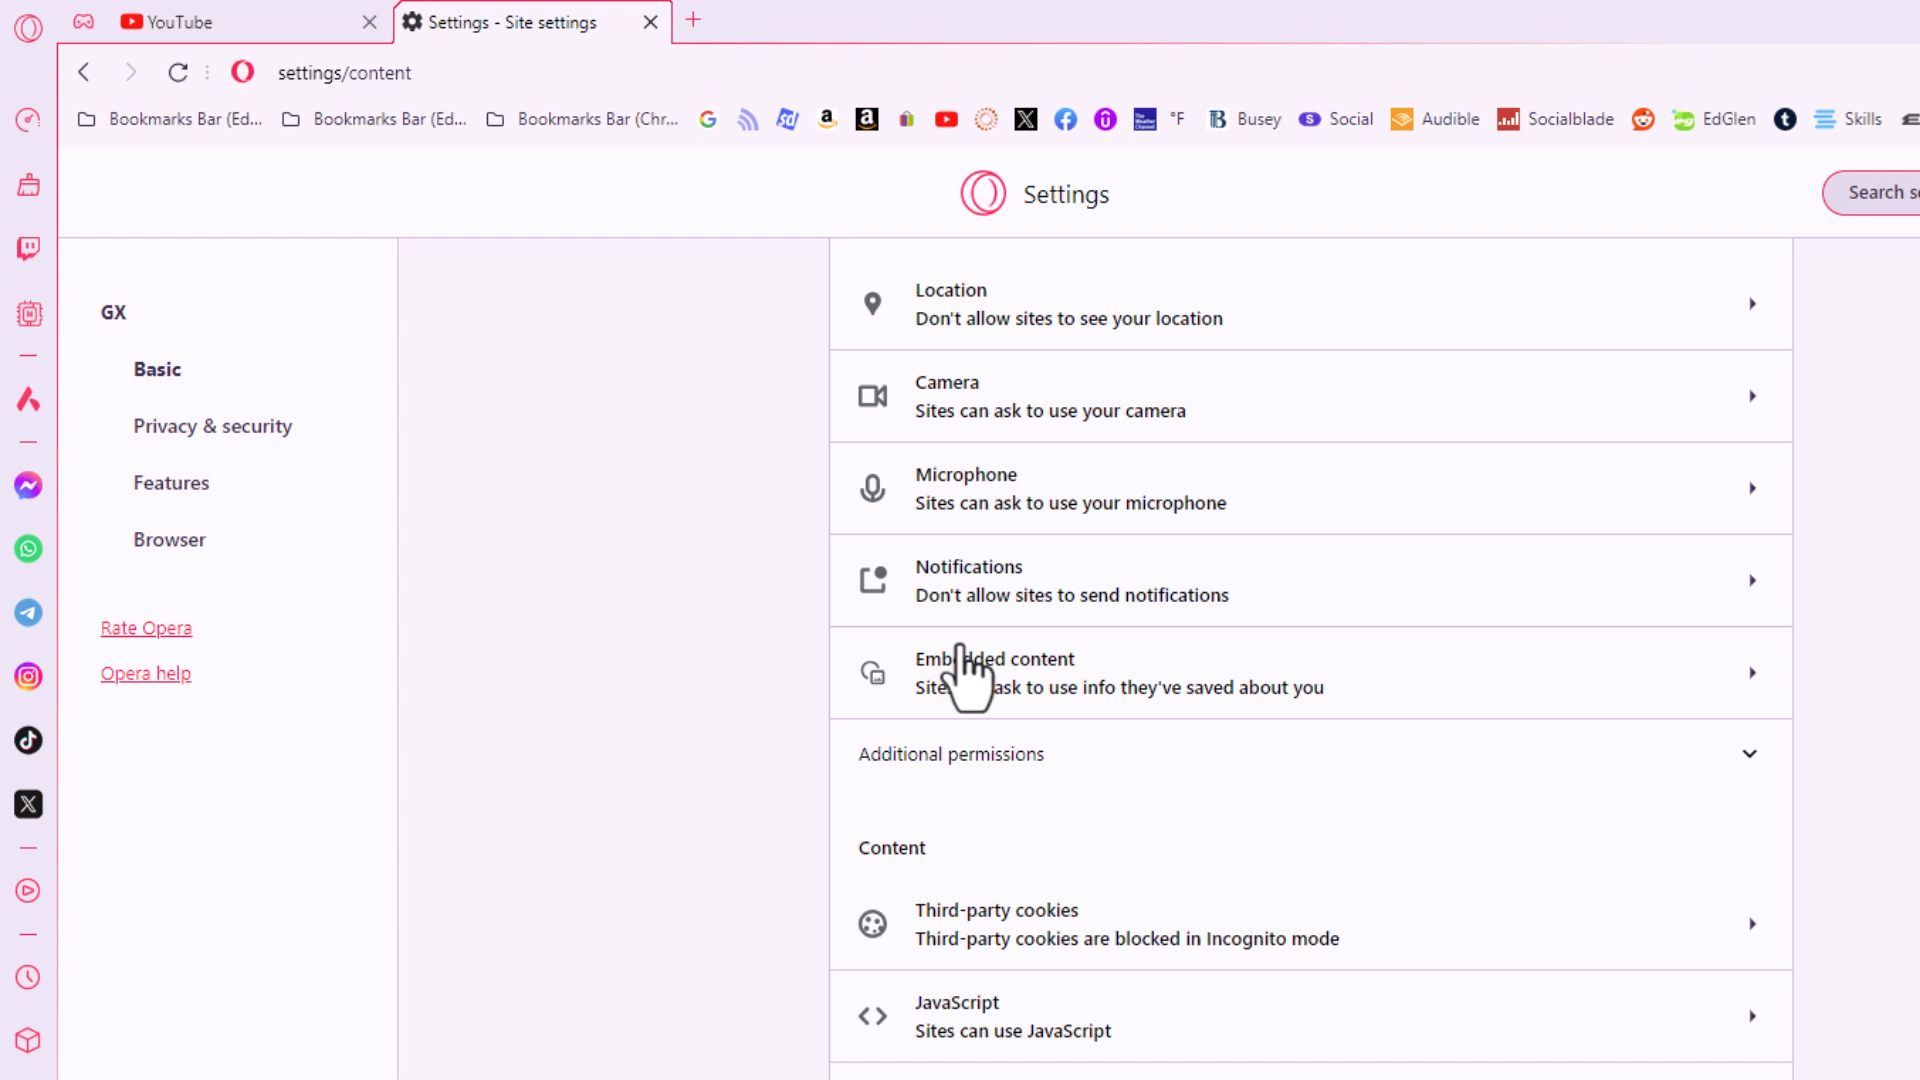 YouTube
Settings - Site settings
settings/content
Bookmarks Bar (Ed...
Bookmarks Bar (Ed...
Bookmarks Bar (Chr...
°F
Busey
Social
Audible
Socialblade
EdGlen
Skills
Settings
Search s
GX
Basic
Privacy & security
Features
Browser
Rate Opera
Opera help
Location
Don't allow sites to see your location
Camera
Sites can ask to use your camera
Microphone
Sites can ask to use your microphone
Notifications
Don't allow sites to send notifications
Embedded content
Site ask to use info they've saved about you
Additional permissions
Content
Third-party cookies
Third-party cookies are blocked in Incognito mode
JavaScript
Sites can use JavaScript